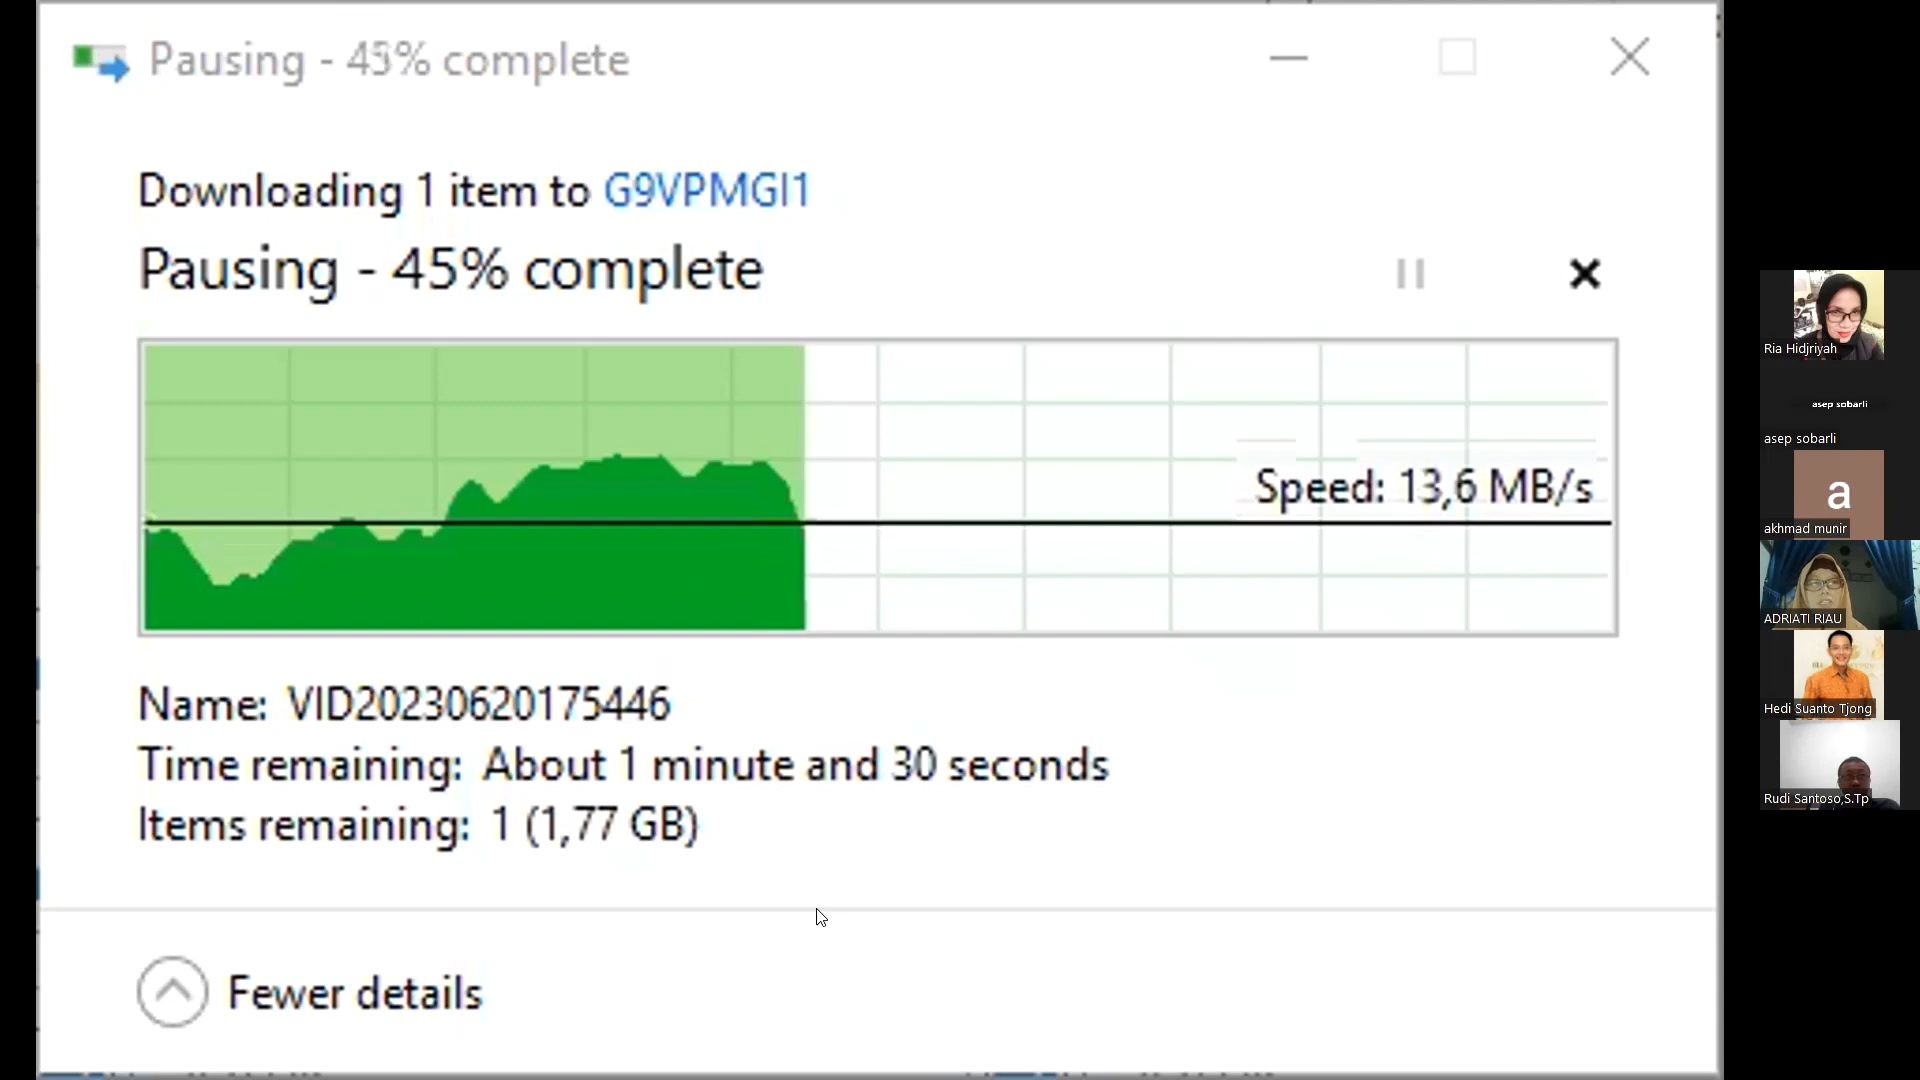 Pausing - 45% complete
Downloading 1 item to G9VPMGI1
Pausing - 45% complete
Speed: 13,6 MB/s
Name: VID20230620175446
Time remaining: About 1 minute and 30 seconds
Items remaining: 1 (1,77 GB)
Fewer details
Ria Hidjriyah
asep sobarli
asep sobarli
a
akhmad munir
ADRIATI RIAU
Hedi Suanto Tjong
Rudi Santoso,S.Tp